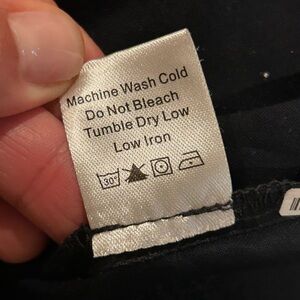 Machine Wash Cold
Do Not Bleach
Tumble Dry Low
Low Iron
30°